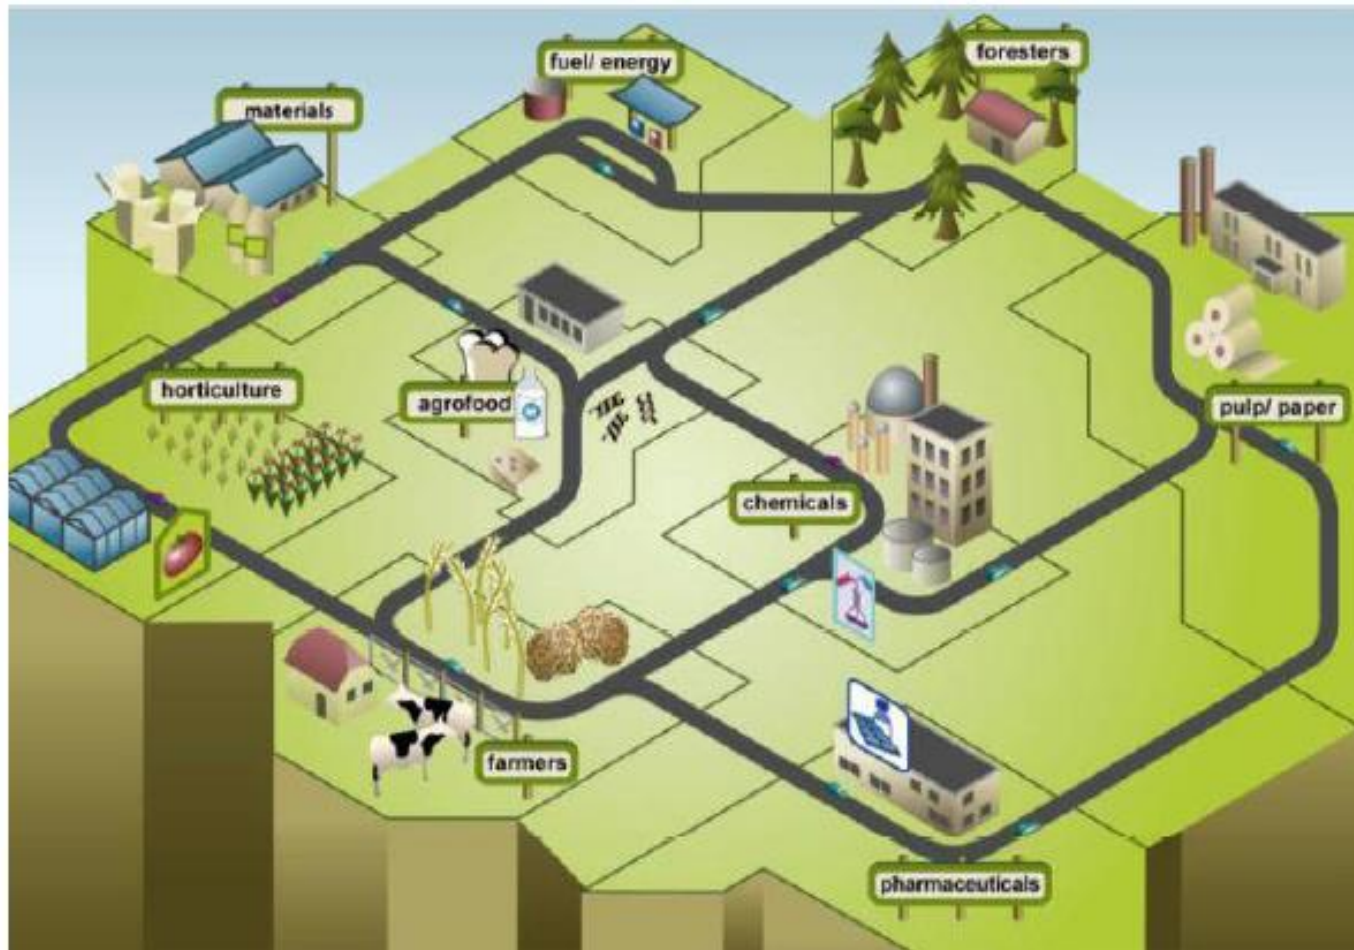 fuel/ energy
foresters
materials
horticulture
agrofood
pulp/ paper
chemicals
farmers
pharmaceuticals